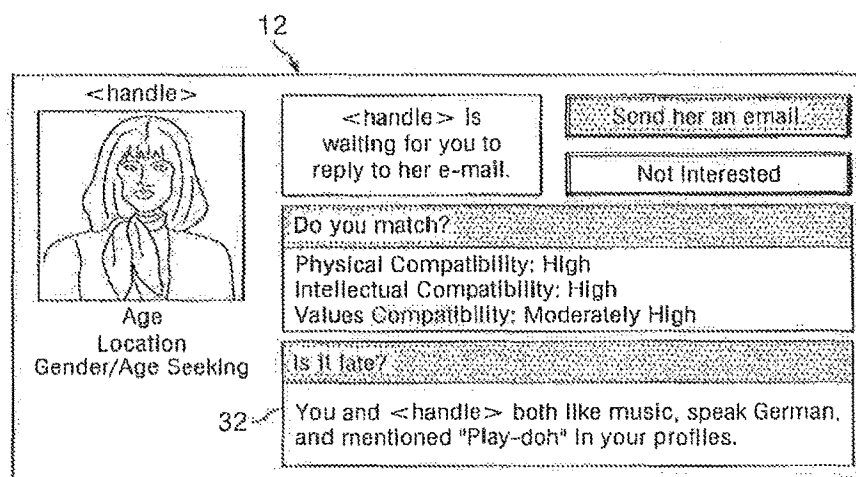 12
<handle>
Age
Location
Gender/Age Seeking
<handle> is
waiting for you to
reply to her e-mail.
Send her an email.
Not Interested
Do you match?
Physical Compatibility: High
Intellectual Compatibility: High
Values Compatibility: Moderately High
Is it fate?
32
You and <handle> both like music, speak German,
and mentioned "Play-doh" in your profiles.